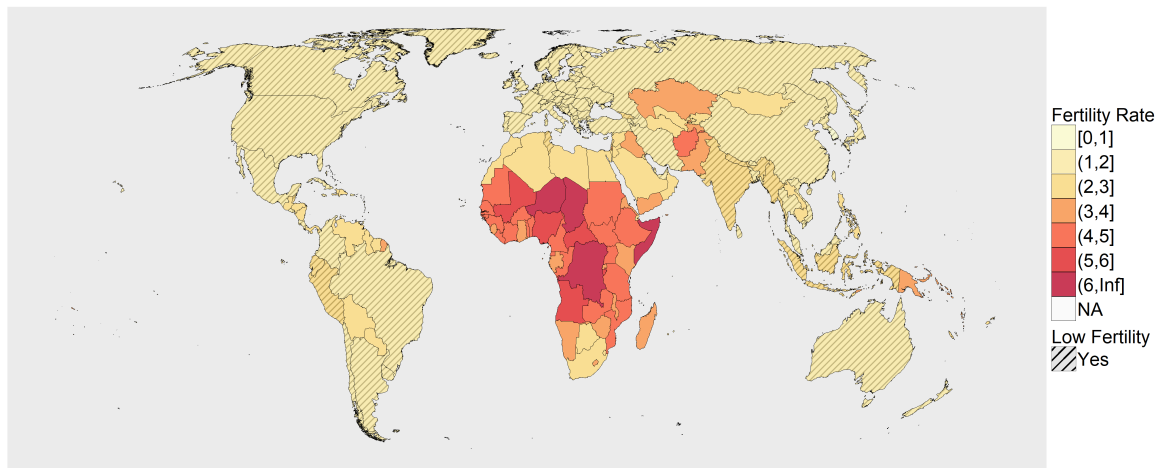 Fertility Rate
[0,1]
(1,2]
(2,3]
(3,4]
(4,5]
(5,6]
(6,Inf]
NA
Low Fertility
Yes